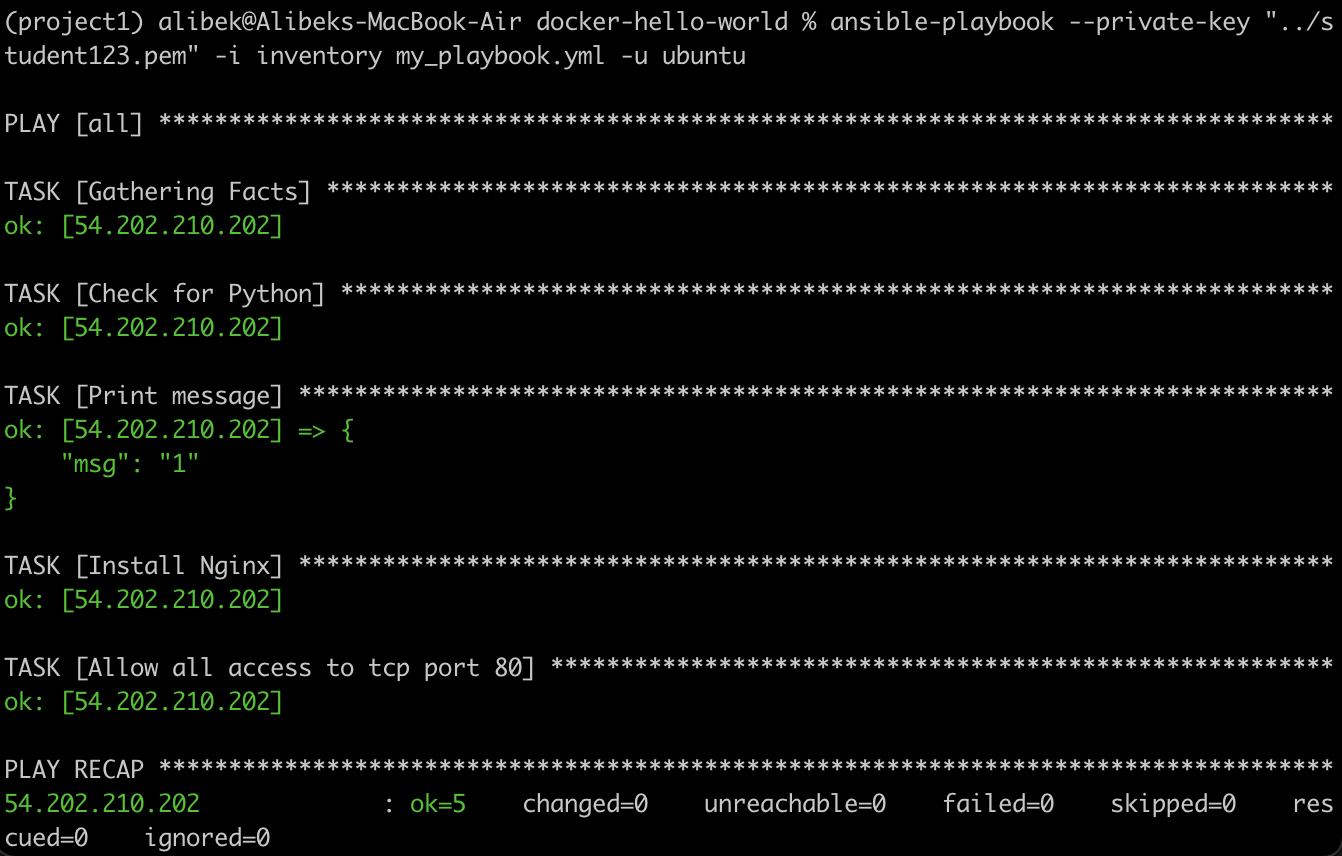 (project1) alibek@Alibeks-MacBook-Air docker-hello-world % ansible-playbook --private-key "../s
tudent123.pem" -i inventory my_playbook.yml -u ubuntu
PLAY [all] ************************************************************************************
TASK [Gathering Facts] ************************************************************************
ok: [54.202.210.202]
TASK [Check for Python] ***********************************************************************
ok: [54.202.210.202]
TASK [Print message] **************************************************************************
ok: [54.202.210.202] => {
    "msg": "1"
}
TASK [Install Nginx] **************************************************************************
ok: [54.202.210.202]
TASK [Allow all access to tcp port 80] ********************************************************
ok: [54.202.210.202]
PLAY RECAP ************************************************************************************
54.202.210.202             : ok=5    changed=0    unreachable=0    failed=0    skipped=0    res
cued=0    ignored=0